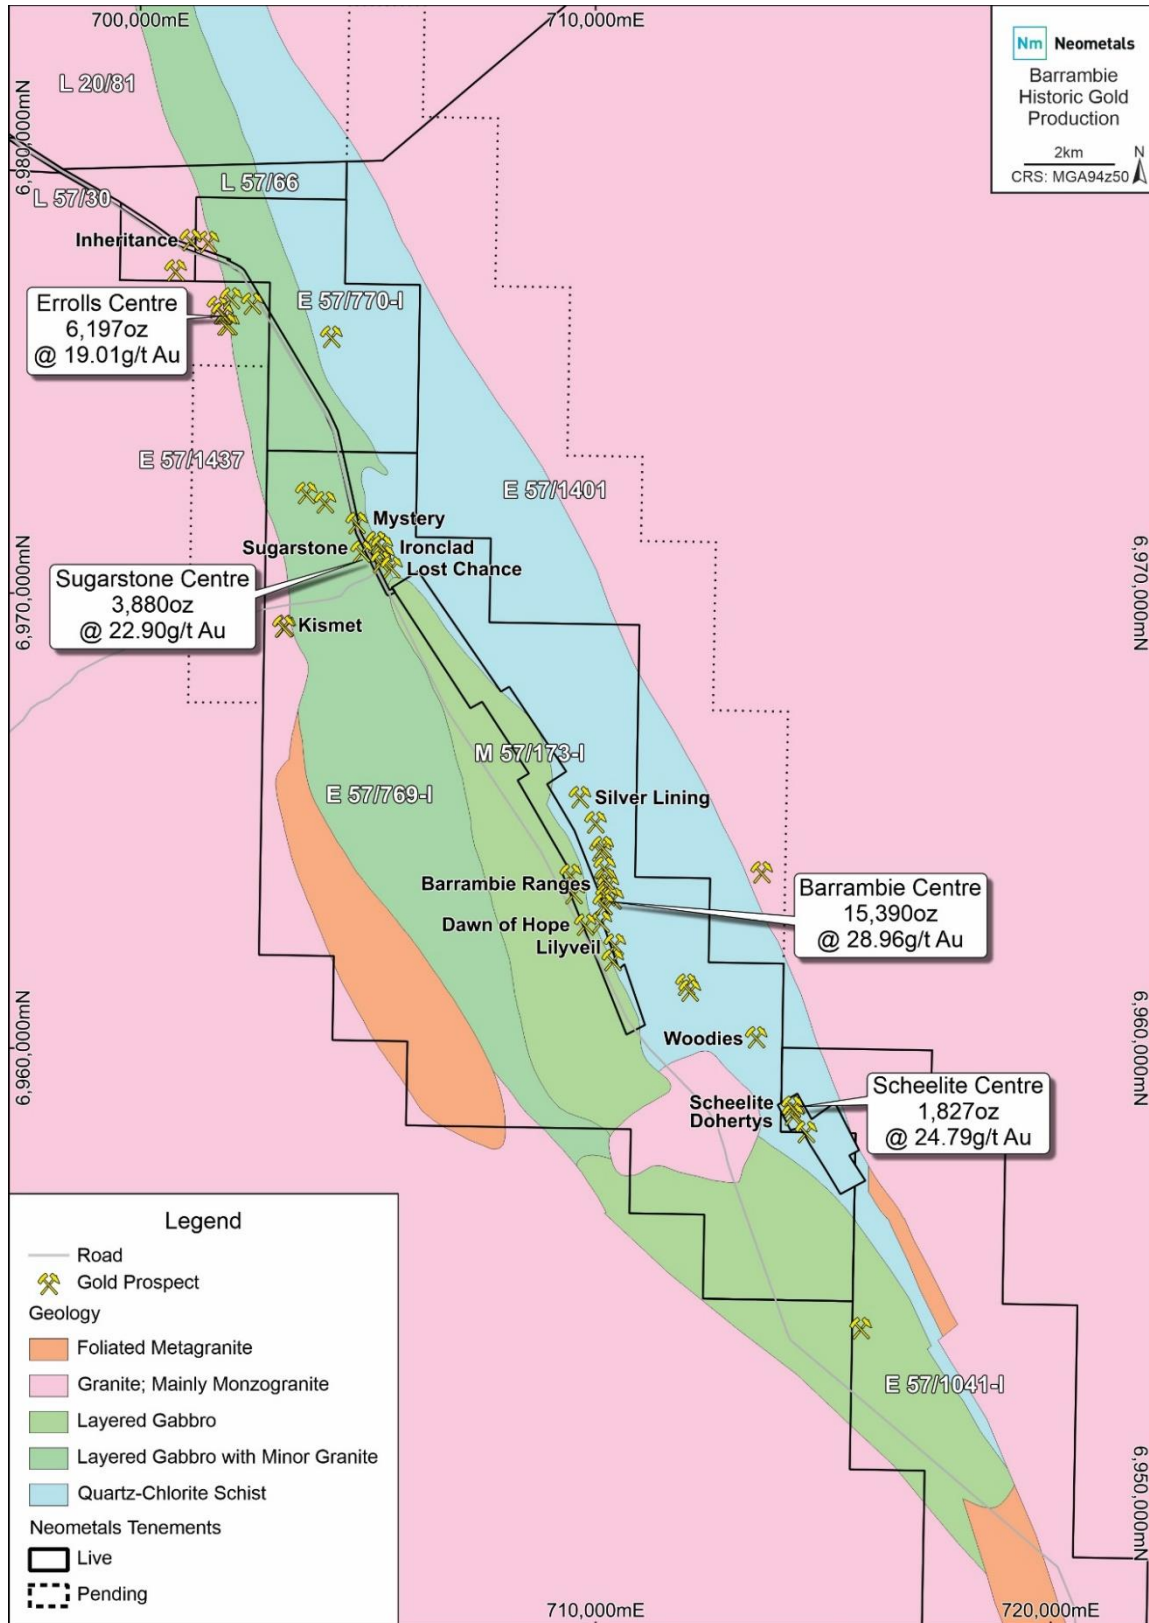 700,000mE
710,000mE
Nm Neometals
Barrambie
Historic Gold
Production
2km
N
CRS: MGA94z50
6,980,000mN
L 20/81
L 57/66
L 57/30
Inheritance
Errolls Centre
6,197oz
@ 19.01g/t Au
E 57/770-I
E 57/1437
E 57/1401
Mystery
Sugarstone
Ironclad
Lost Chance
Sugarstone Centre
3,880oz
@ 22.90g/t Au
6,970,000mN
6,970,000mN
Kismet
M 57/173-I
E 57/769-I
Silver Lining
Barrambie Ranges
Barrambie Centre
15,390oz
@ 28.96g/t Au
Dawn of Hope
Lilyveil
Woodies
6,960,000mN
6,960,000mN
Scheelite
Dohertys
Scheelite Centre
1,827oz
@ 24.79g/t Au
E 57/1041-I
6,950,000mN
Legend
Road
Gold Prospect
Geology
Foliated Metagranite
Granite; Mainly Monzogranite
Layered Gabbro
Layered Gabbro with Minor Granite
Quartz-Chlorite Schist
Neometals Tenements
Live
Pending
710,000mE
720,000mE